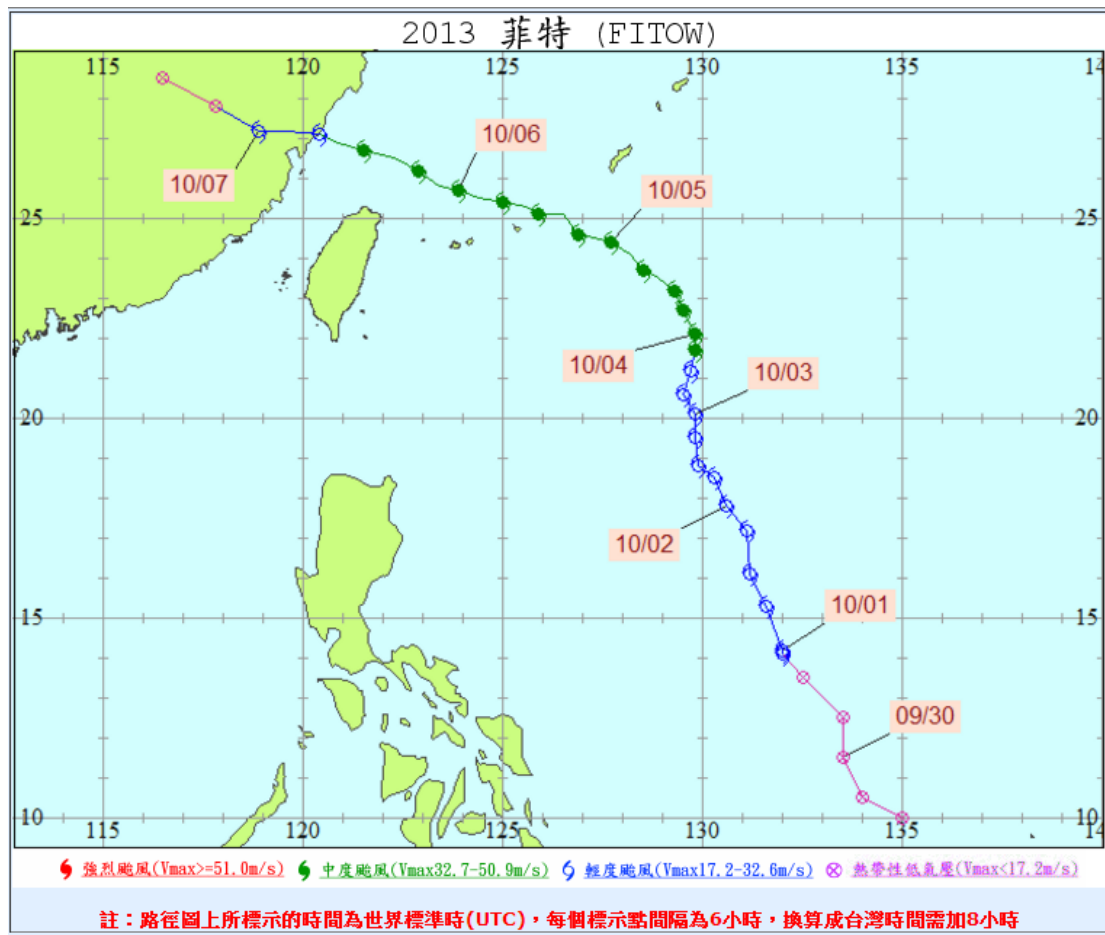 2013 菲特 (FITOW)
115 120 125 130 135 14
10/06
10/07
10/05
25 25
10/04
10/03
20 20
10/02
10/01
15 15
09/30
10 10
115 120 125 130 135 14
強烈颱風(Vmax>=51.0m/s) 中度颱風(Vmax32.7-50.9m/s) 輕度颱風(Vmax17.2-32.6m/s) 熱帶性低氣壓(Vmax<17.2m/s)
註：路徑圖上所標示的時間為世界標準時(UTC)，每個標示點間隔為6小時，換算成台灣時間需加8小時